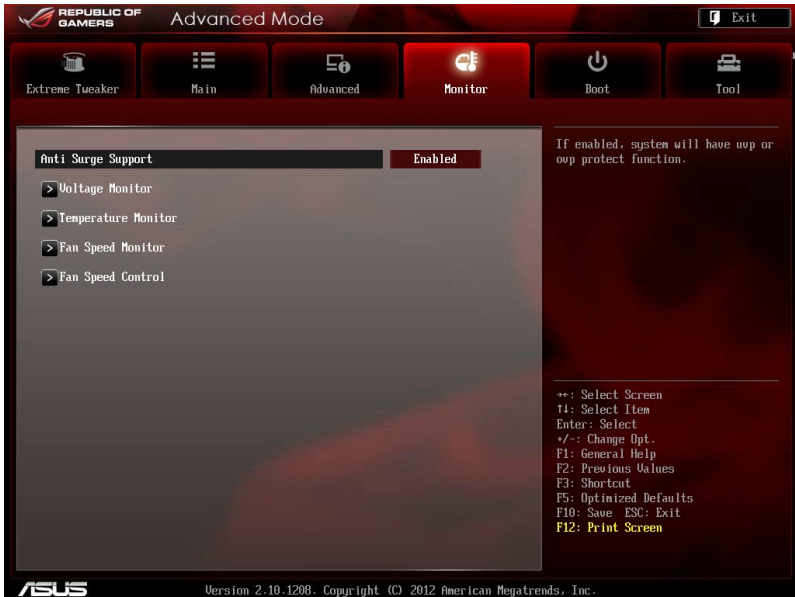 REPUBLIC OF
GAMERS
Advanced Mode
Exit
Extreme Tweaker
Main
Advanced
Monitor
Boot
Tool
Anti Surge Support
Enabled
> Voltage Monitor
> Temperature Monitor
> Fan Speed Monitor
> Fan Speed Control
If enabled, system will have uvp or
ovp protect function.
→←: Select Screen
↑↓: Select Item
Enter: Select
+/-: Change Opt.
F1: General Help
F2: Previous Values
F3: Shortcut
F5: Optimized Defaults
F10: Save ESC: Exit
F12: Print Screen
ASUS
Version 2.10.1208. Copyright (C) 2012 American Megatrends, Inc.